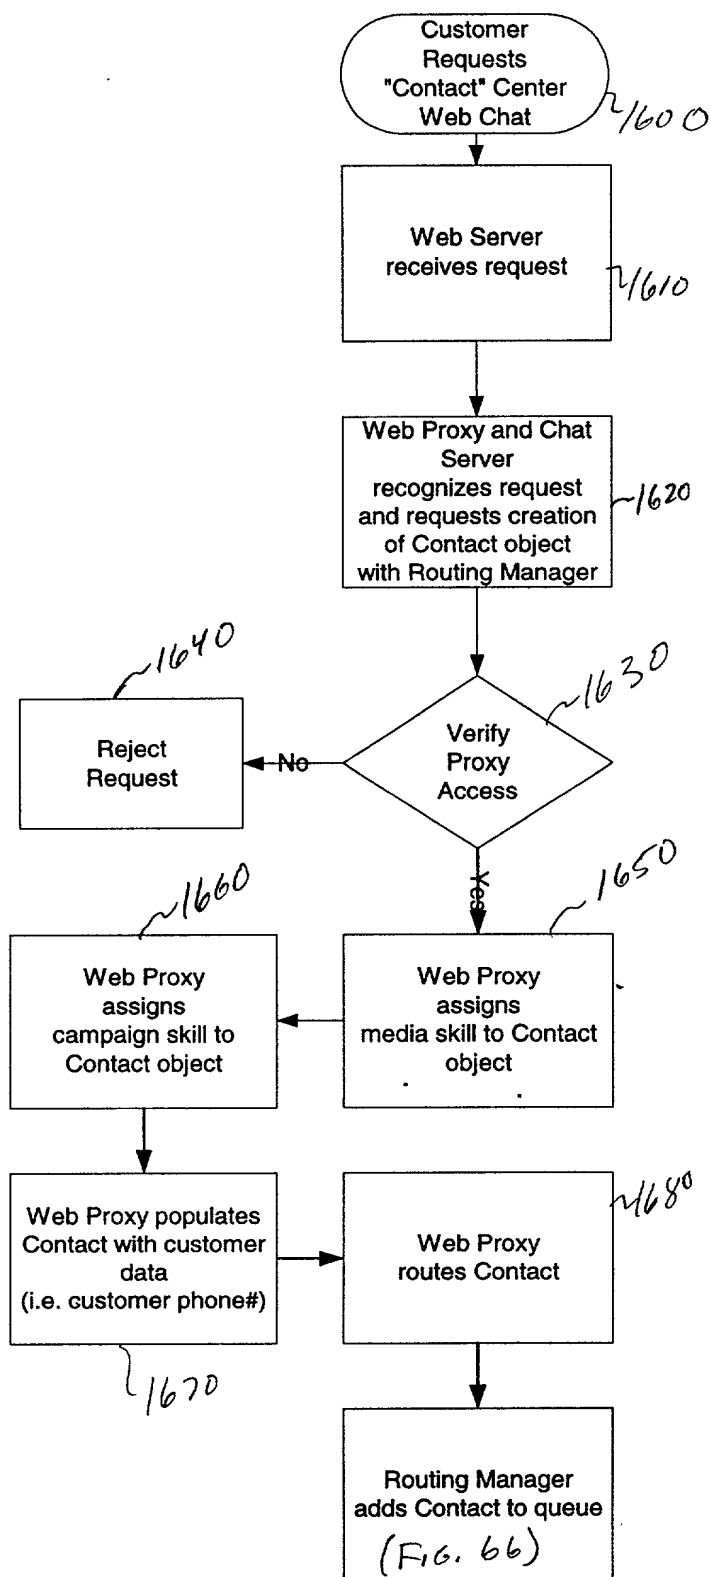 Customer
Requests
"Contact" Center
Web Chat
1600
Web Server
receives request
1610
Web Proxy and Chat
Server
recognizes request
and requests creation
of Contact object
with Routing Manager
1620
1640
1630
Reject
Request
No
Verify
Proxy
Access
Yes
1660
1650
Web Proxy
assigns
campaign skill to
Contact object
Web Proxy
assigns
media skill to Contact
object
1680
Web Proxy populates
Contact with customer
data
(i.e. customer phone#)
Web Proxy
routes Contact
1670
Routing Manager
adds Contact to queue
(FIG. 66)